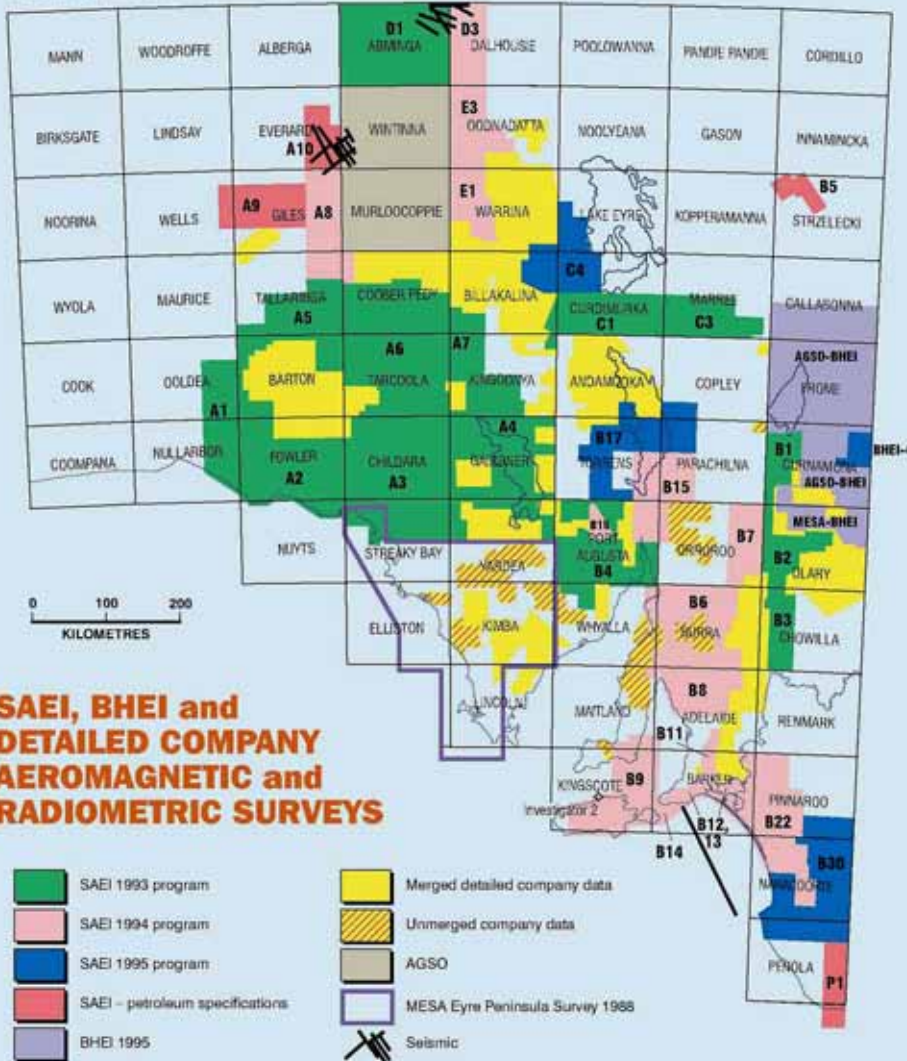 D1
D3
MANN
WOODROFFE
ALBERGA
ABMINGA
DALHOUSIE
POOLOWANNA
PANDIE PANDIE
CORDILLO
E3
BIRKSGATE
LINDSAY
EVERARD
WINTINNA
OODNADATTA
NOOLYEANA
GASON
INNAMINCKA
A10
B5
NOORINA
WELLS
A9
GILES
A8
MURLOOCOPPIE
E1
WARRINA
LAKE EYRE
KOPPERAMANNA
STRZELECKI
C4
WYOLA
MAURICE
TALLARINGA
COOBER PEDY
BILLAKALINA
CURDIMURKA
MARREE
CALLABONNA
A5
C1
C3
A6
A7
AGSO-BHEI
COOK
OOLDEA
BARTON
TARCOOLA
KINGOONYA
ANDAMOOKA
COPLEY
FROME
A1
A4
B17
B1
COOMPANA
NULLARBOR
FOWLER
CHILDARA
GAIRDNER
TORRENS
PARACHILNA
CURNAMONA
BHEI-
A2
A3
B15
AGSO-BHEI
MESA-BHEI
B16
B7
NUYTS
STREAKY BAY
YARDEA
PORT
AUGUSTA
ORROROO
B2
OLARY
B4
0 100 200
KILOMETRES
B6
ELLISTON
KIMBA
WHYALLA
BURRA
B3
CHOWILLA
B8
LINCOLN
MAITLAND
ADELAIDE
RENMARK
B11
SAEI, BHEI and
DETAILED COMPANY
AEROMAGNETIC and
RADIOMETRIC SURVEYS
KINGSCOTE
B9
BARKER
PINNAROO
Investigator 2
B12,
13
B22
B14
B30
NARACOORTE
PENOLA
P1
SAEI 1993 program
SAEI 1994 program
SAEI 1995 program
SAEI – petroleum specifications
BHEI 1995
Merged detailed company data
Unmerged company data
AGSO
MESA Eyre Peninsula Survey 1988
Seismic